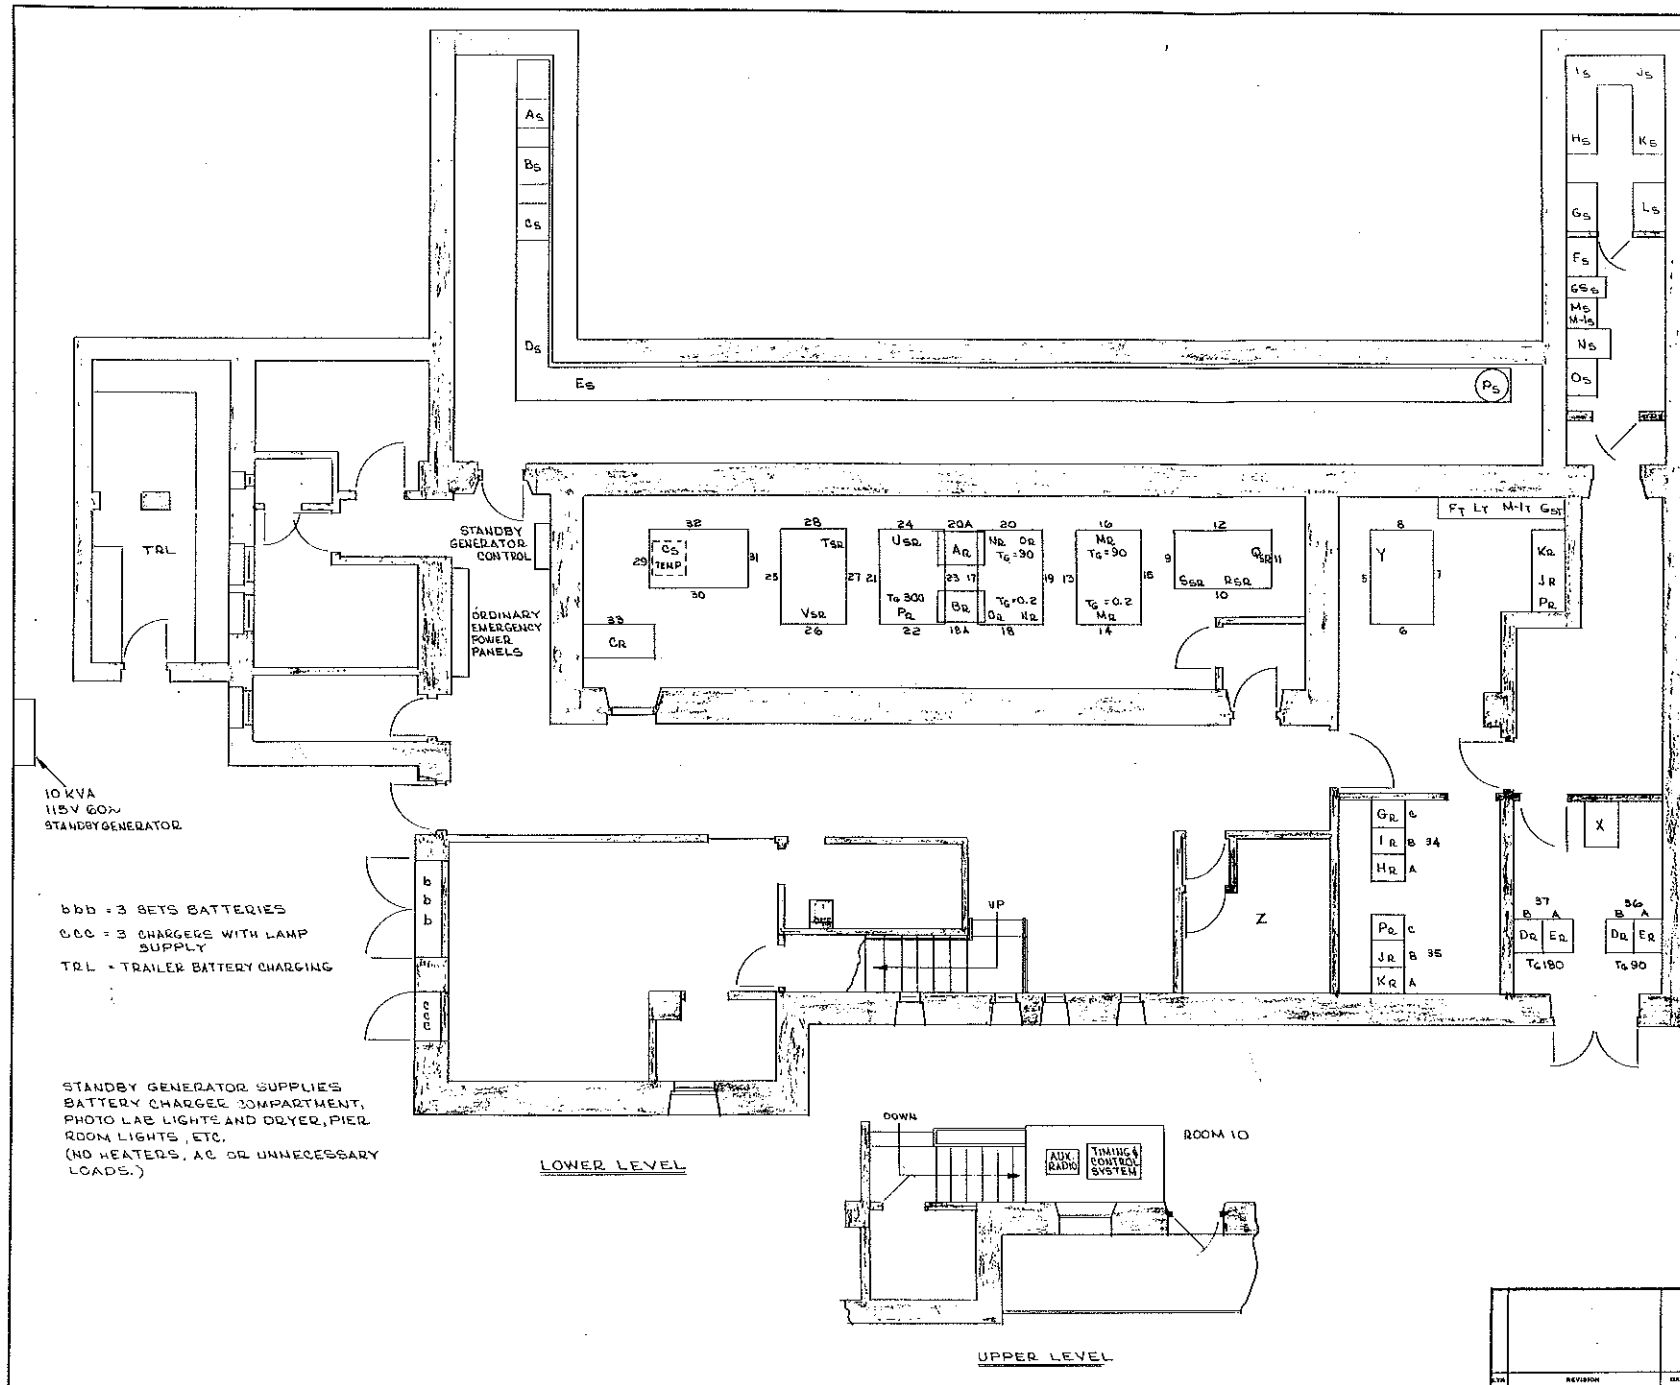 AS
BS
CS
DS
ES
PS
IS JS
HS KS
GS LS
FS
GSS
MS
M-1S
NS
OS
TRL
STANDBY
GENERATOR
CONTROL
ORDINARY
EMERGENCY
POWER
PANELS
32
29 CS TEMP 31
30
33
CR
28
TSR
25 27
VSR
26
24
USR
21
TG 300
PR
22
20A
AR
23 17
BR
18A
20
NR OR
TG=90
19
TG=0.2
OR NR
18
16
MR
TG=90
13 15
TG=0.2
MR
14
12
9 QSR 11
SSR RSR
10
8
Y
5 7
6
FT LT M-1T GST
KR
JR
PR
10 KVA
115V 60~
STANDBY GENERATOR
bbb = 3 SETS BATTERIES
CCC = 3 CHARGERS WITH LAMP
SUPPLY
TRL = TRAILER BATTERY CHARGING
b
b
b
C
C
C
UP
Z
GR C
IR B 34
HR A
PR C
JR B 35
KR A
X
37
B A
DR ER
TG 180
36
B A
DR ER
TG 90
STANDBY GENERATOR SUPPLIES
BATTERY CHARGER COMPARTMENT,
PHOTO LAB LIGHTS AND DRYER, PIER
ROOM LIGHTS, ETC.
(NO HEATERS, AC OR UNNECESSARY
LOADS.)
LOWER LEVEL
DOWN
AUX.
RADIO
TIMING &
CONTROL
SYSTEM
ROOM 10
UPPER LEVEL
REVISION